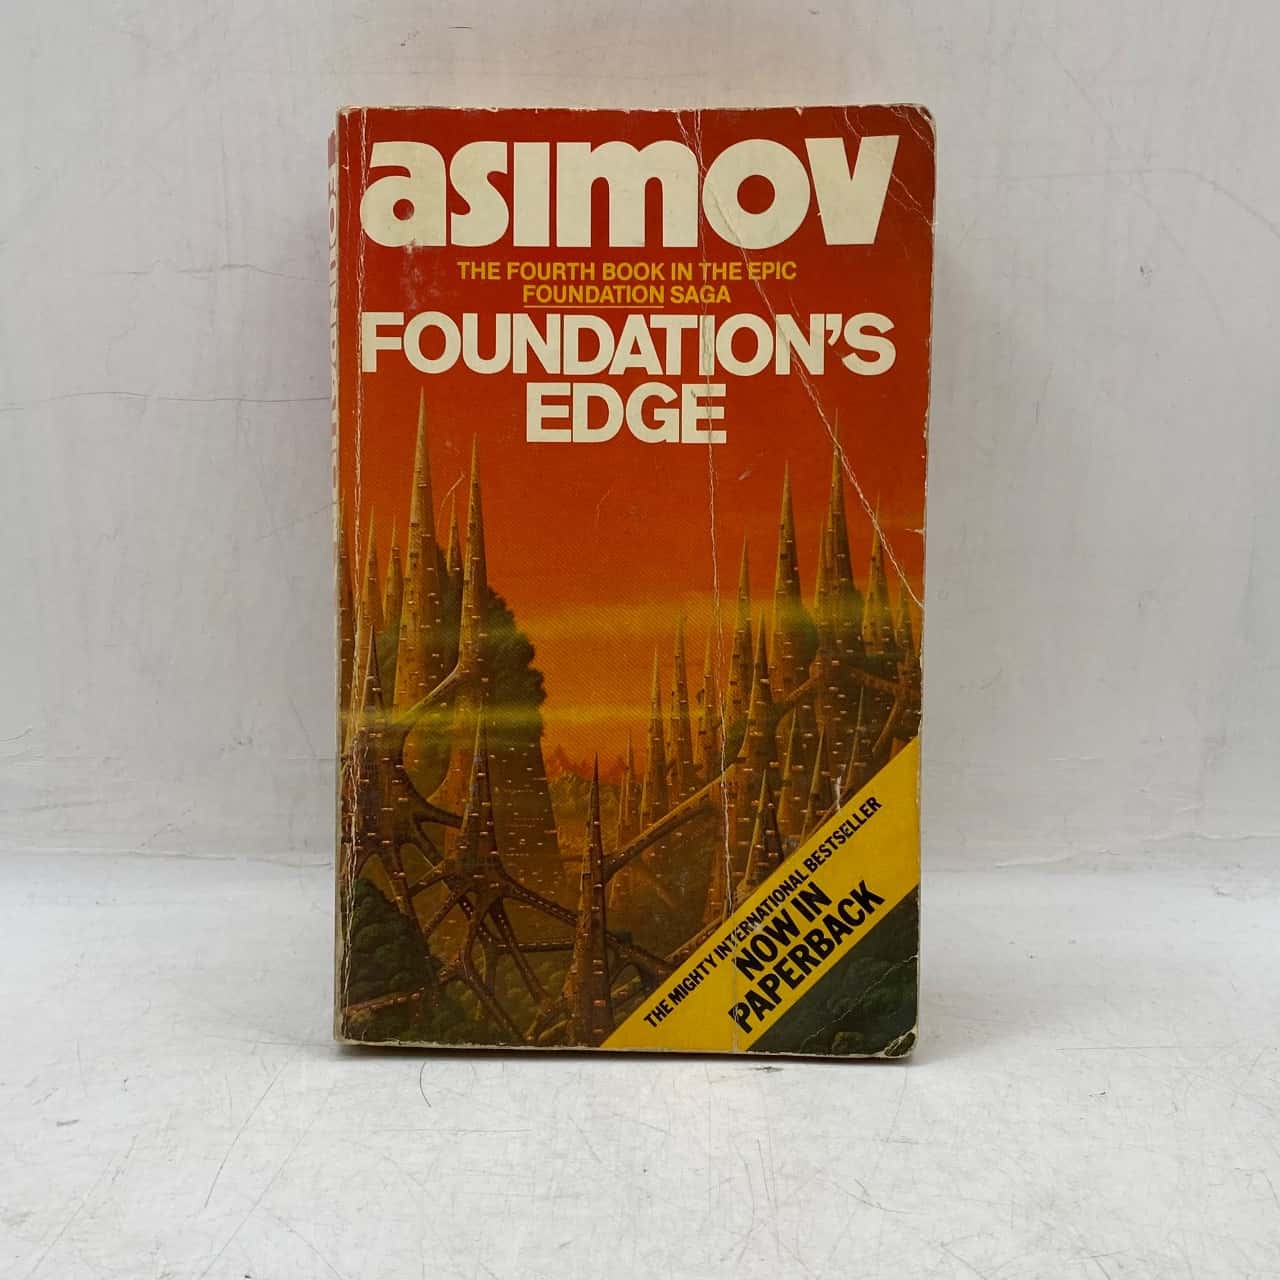 asimov
THE FOURTH BOOK IN THE EPIC
FOUNDATION SAGA
FOUNDATION'S
EDGE
THE MIGHTY INTERNATIONAL BESTSELLER
NOW IN
PAPERBACK